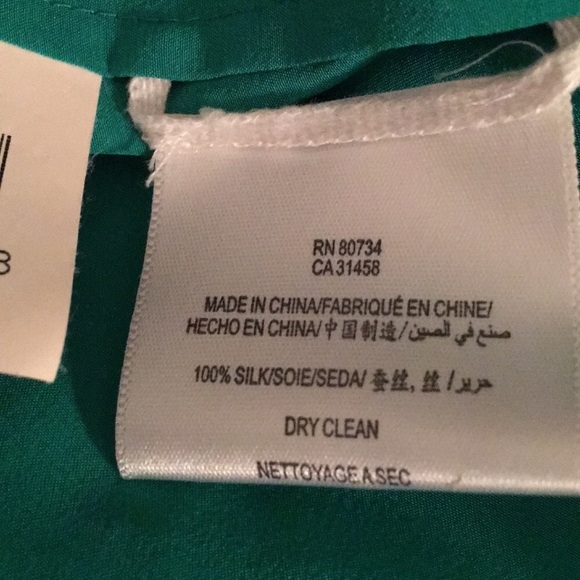 RN 80734
CA 31458
MADE IN CHINA/FABRIQUÉ EN CHINE/
HECHO EN CHINA/中国制造/صنع في الصين/
100% SILK/SOIE/SEDA/ 蚕丝, 丝 /حرير/
DRY CLEAN
NETTOYAGE A SEC
8